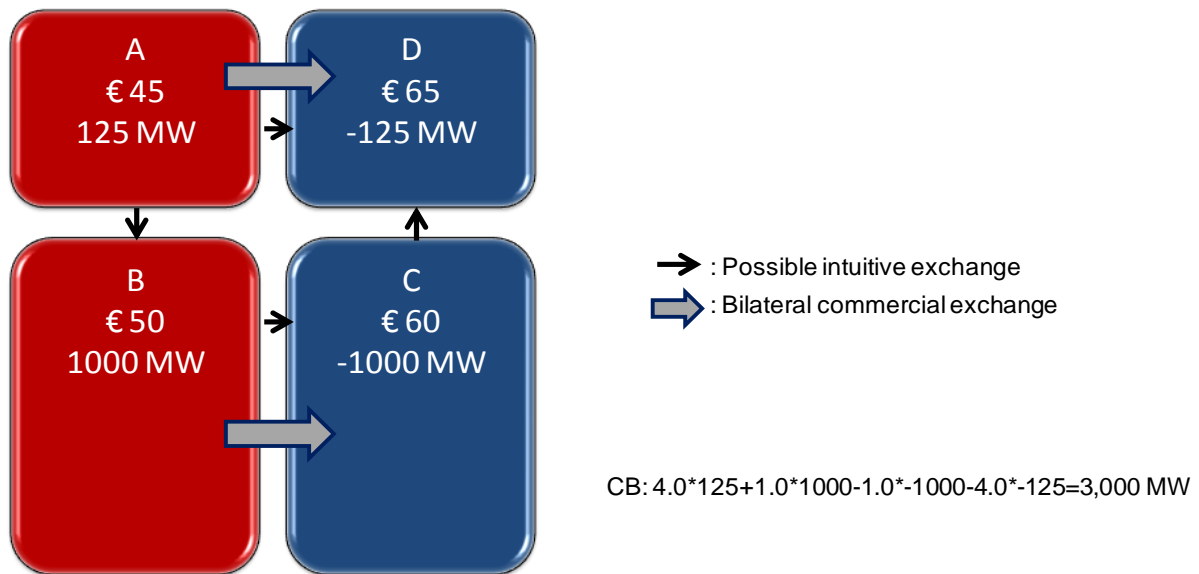 A
€ 45
125 MW
D
€ 65
-125 MW
B
€ 50
1000 MW
C
€ 60
-1000 MW
: Possible intuitive exchange
: Bilateral commercial exchange
CB: 4.0*125+1.0*1000-1.0*-1000-4.0*-125=3,000 MW